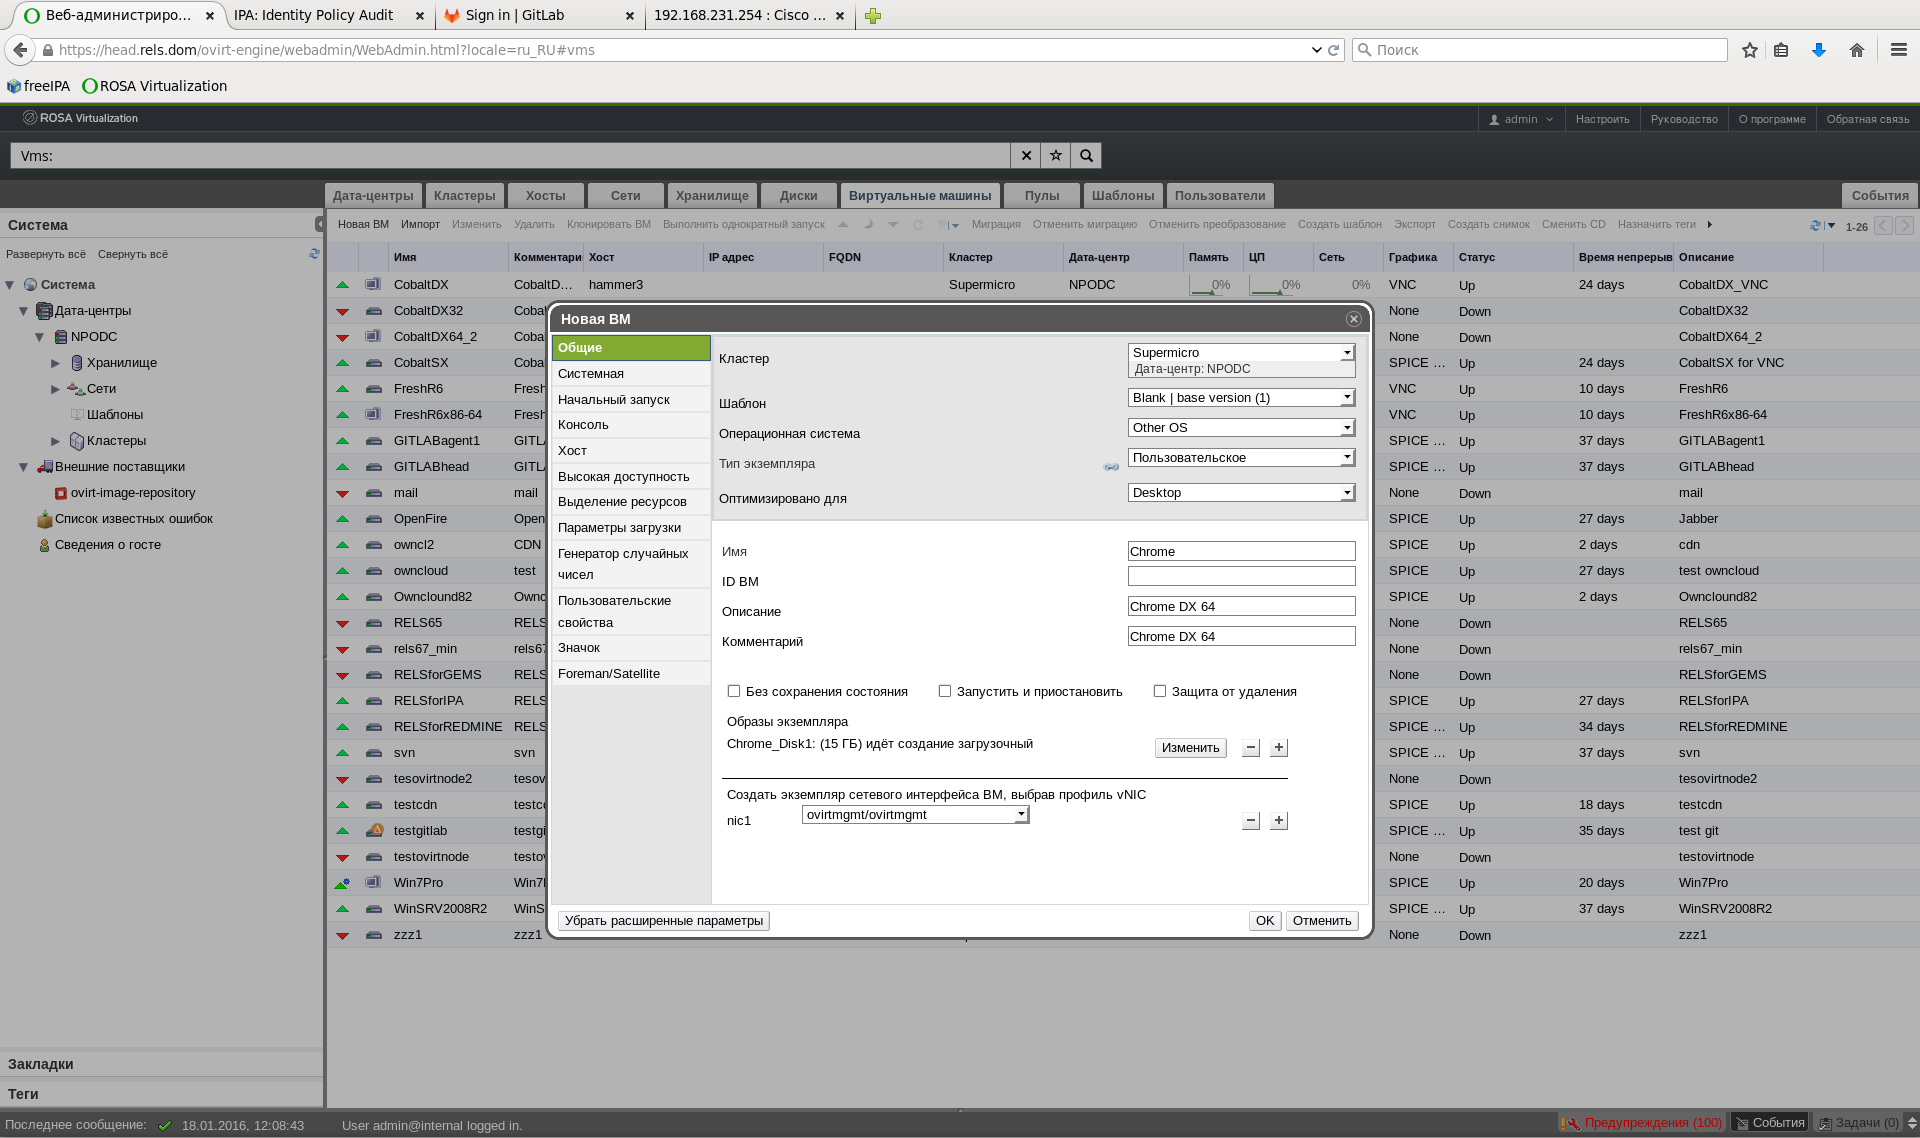 Веб-администриро...
IPA: Identity Policy Audit
Sign in | GitLab
192.168.231.254 : Cisco ...
https://head.rels.dom/ovirt-engine/webadmin/WebAdmin.html?locale=ru_RU#vms
Поиск
freeIPA ROSA Virtualization
ROSA Virtualization
admin Настроить Руководство О программе Обратная связь
Vms:
Дата-центры Кластеры Хосты Сети Хранилище Диски Виртуальные машины Пулы Шаблоны Пользователи События
Система
Новая ВМ Импорт Изменить Удалить Клонировать ВМ Выполнить однократный запуск Миграция Отменить миграцию Отменить преобразование Создать шаблон Экспорт Создать снимок Сменить CD Назначить теги 1-26
Развернуть всё Свернуть всё
Система
Дата-центры
NPODC
Хранилище
Сети
Шаблоны
Кластеры
Внешние поставщики
ovirt-image-repository
Список известных ошибок
Сведения о госте
Закладки
Теги
Имя Комментари Хост IP адрес FQDN Кластер Дата-центр Память ЦП Сеть Графика Статус Время непрерыв Описание
CobaltDX CobaltD... hammer3 Supermicro NPODC 0% 0% 0% VNC Up 24 days CobaltDX_VNC
CobaltDX32 Coba None Down CobaltDX32
CobaltDX64_2 Coba None Down CobaltDX64_2
CobaltSX Coba SPICE ... Up 24 days CobaltSX for VNC
FreshR6 Fresh VNC Up 10 days FreshR6
FreshR6x86-64 Fresh VNC Up 10 days FreshR6x86-64
GITLABagent1 GITL SPICE ... Up 37 days GITLABagent1
GITLABhead GITL SPICE ... Up 37 days GITLABhead
mail mail None Down mail
OpenFire Open SPICE Up 27 days Jabber
owncl2 CDN SPICE Up 2 days cdn
owncloud test SPICE Up 27 days test owncloud
Ownclound82 Ownc SPICE Up 2 days Ownclound82
RELS65 RELS None Down RELS65
rels67_min rels67 None Down rels67_min
RELSforGEMS RELS None Down RELSforGEMS
RELSforIPA RELS SPICE Up 27 days RELSforIPA
RELSforREDMINE RELS SPICE ... Up 34 days RELSforREDMINE
svn svn SPICE ... Up 37 days svn
tesovirtnode2 tesov None Down tesovirtnode2
testcdn testc SPICE Up 18 days testcdn
testgitlab testgi SPICE ... Up 35 days test git
testovirtnode testov None Down testovirtnode
Win7Pro Win7 SPICE Up 20 days Win7Pro
WinSRV2008R2 WinS SPICE ... Up 37 days WinSRV2008R2
zzz1 zzz1 None Down zzz1
Новая ВМ
Общие
Системная
Начальный запуск
Консоль
Хост
Высокая доступность
Выделение ресурсов
Параметры загрузки
Генератор случайных
чисел
Пользовательские
свойства
Значок
Foreman/Satellite
Кластер Supermicro
Дата-центр: NPODC
Шаблон Blank | base version (1)
Операционная система Other OS
Тип экземпляра Пользовательское
Оптимизировано для Desktop
Имя Chrome
ID ВМ
Описание Chrome DX 64
Комментарий Chrome DX 64
Без сохранения состояния Запустить и приостановить Защита от удаления
Образы экземпляра
Chrome_Disk1: (15 ГБ) идёт создание загрузочный Изменить
Создать экземпляр сетевого интерфейса ВМ, выбрав профиль vNIC
nic1 ovirtmgmt/ovirtmgmt
Убрать расширенные параметры OK Отменить
Последнее сообщение: 18.01.2016, 12:08:43 User admin@internal logged in. Предупреждения (100) События Задачи (0)